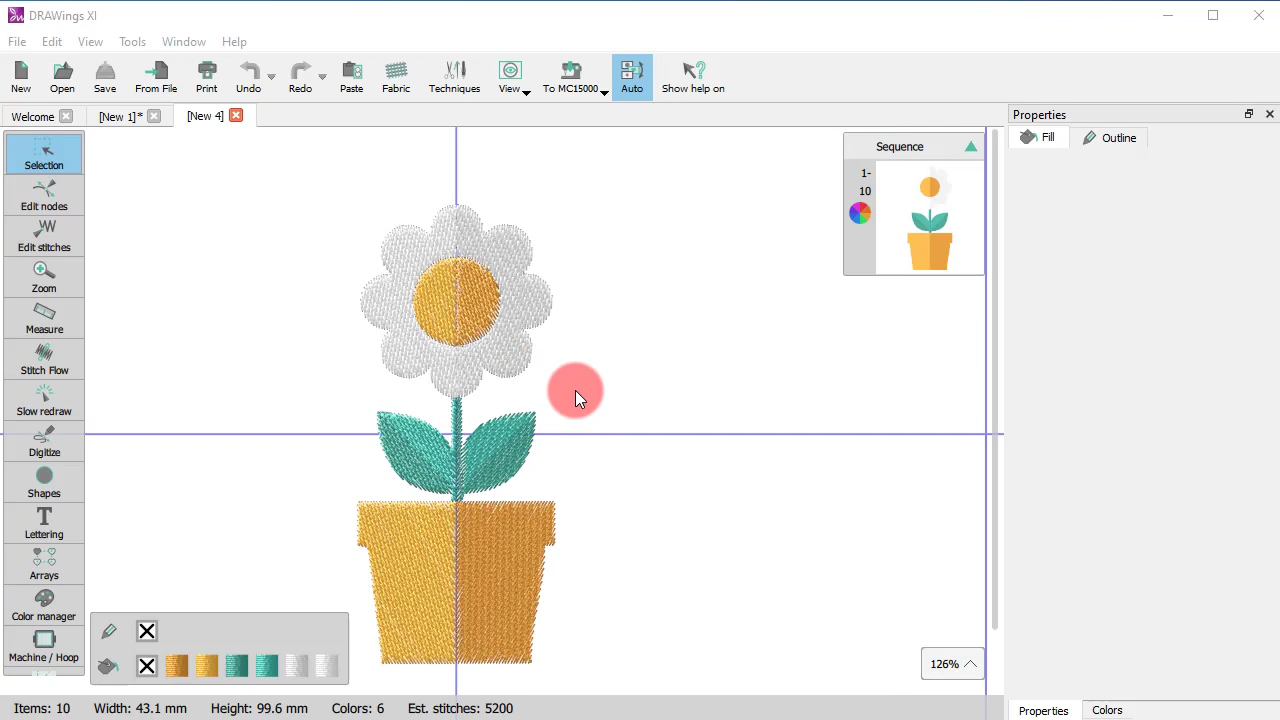 DRAWings XI
File Edit View Tools Window Help
New Open Save From File Print Undo Redo Paste Fabric Techniques View To MC15000 Auto Show help on
Welcome [New 1]* [New 4]
Properties
Fill Outline
Selection
Edit nodes
Edit stitches
Zoom
Measure
Stitch Flow
Slow redraw
Digitize
Shapes
Lettering
Arrays
Color manager
Machine / Hoop
Sequence
1-
10
126%
Items: 10 Width: 43.1 mm Height: 99.6 mm Colors: 6 Est. stitches: 5200
Properties Colors